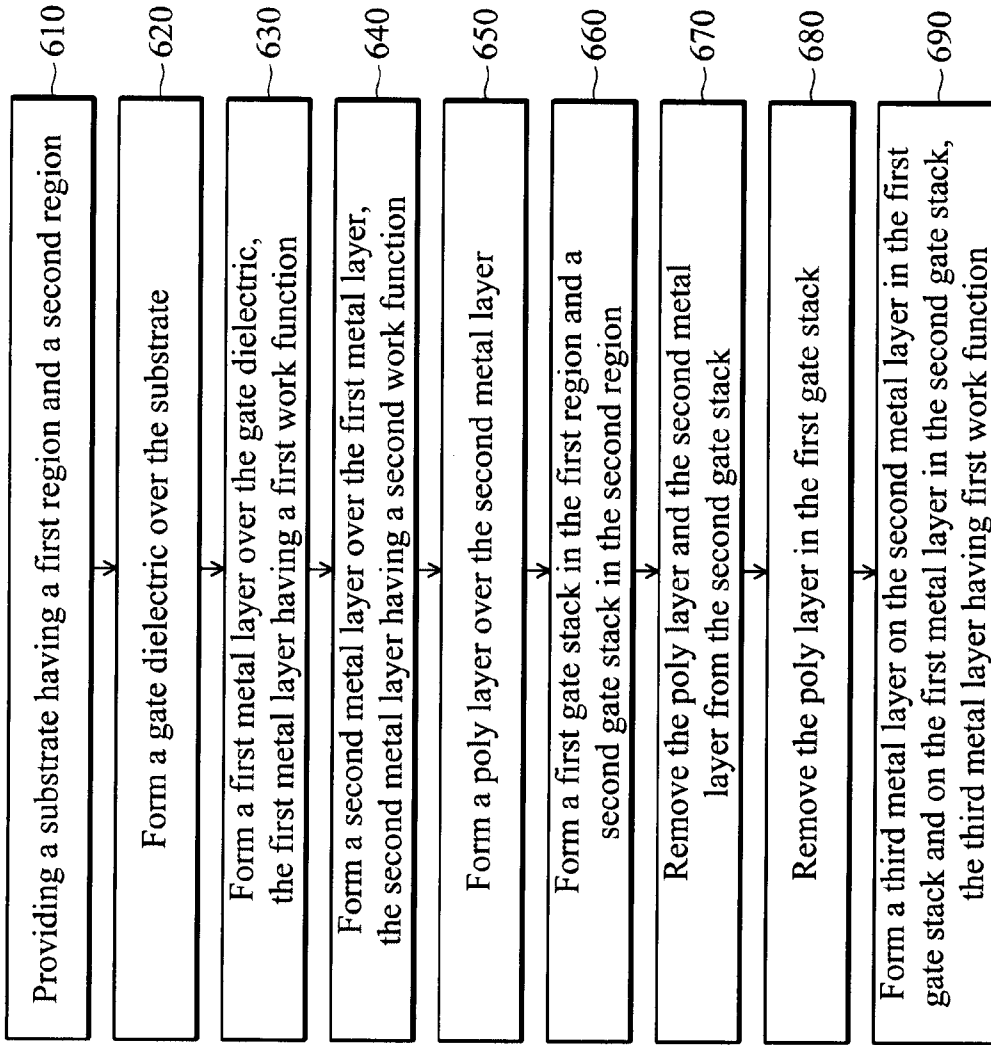 Providing a substrate having a first region and a second region
610
Form a gate dielectric over the substrate
620
Form a first metal layer over the gate dielectric,
the first metal layer having a first work function
630
Form a second metal layer over the first metal layer,
the second metal layer having a second work function
640
Form a poly layer over the second metal layer
650
Form a first gate stack in the first region and a
second gate stack in the second region
660
Remove the poly layer and the second metal
layer from the second gate stack
670
Remove the poly layer in the first gate stack
680
Form a third metal layer on the second metal layer in the first
gate stack and on the first metal layer in the second gate stack,
the third metal layer having first work function
690